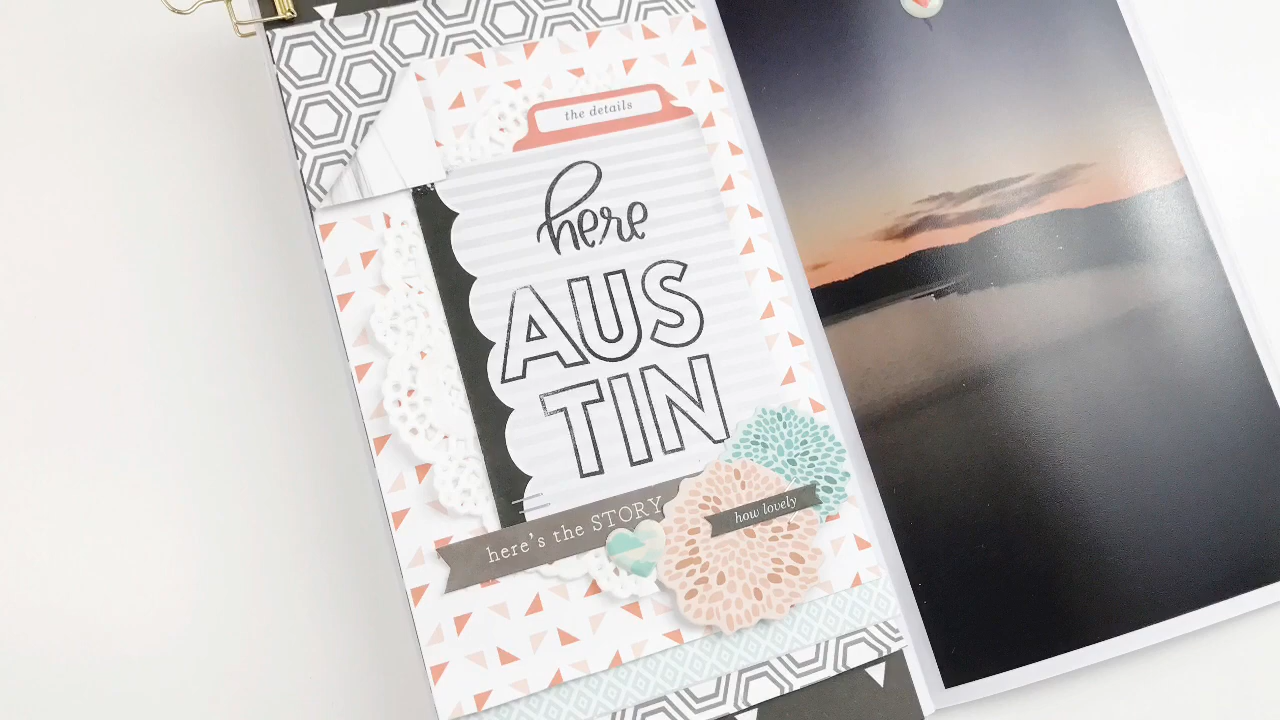 the details
here
AUS
TIN
here's the STORY
how lovely